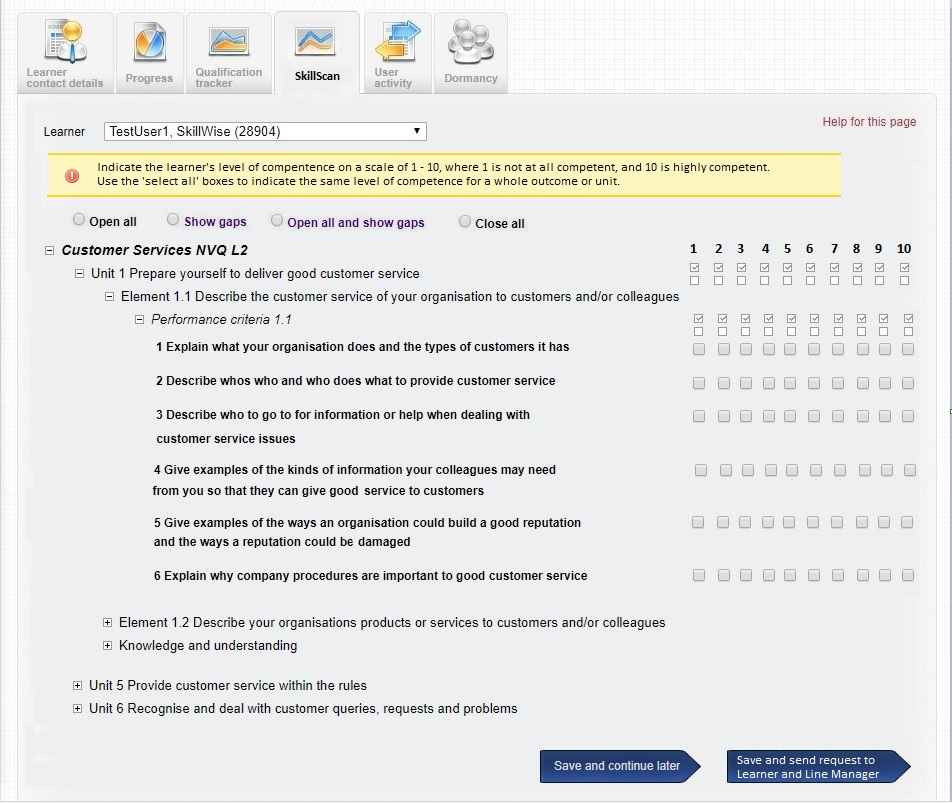 Learner
contact details
Progress
Qualification
tracker
SkillScan
User
activity
Dormancy
Help for this page
Learner TestUser1, SkillWise (28904)
Indicate the learner's level of compentence on a scale of 1 - 10, where 1 is not at all competent, and 10 is highly competent.
Use the 'select all' boxes to indicate the same level of competence for a whole outcome or unit.
Open all Show gaps Open all and show gaps Close all
Customer Services NVQ L2 1 2 3 4 5 6 7 8 9 10
Unit 1 Prepare yourself to deliver good customer service
Element 1.1 Describe the customer service of your organisation to customers and/or colleagues
Performance criteria 1.1
1 Explain what your organisation does and the types of customers it has
2 Describe whos who and who does what to provide customer service
3 Describe who to go to for information or help when dealing with
customer service issues
4 Give examples of the kinds of information your colleagues may need
from you so that they can give good service to customers
5 Give examples of the ways an organisation could build a good reputation
and the ways a reputation could be damaged
6 Explain why company procedures are important to good customer service
Element 1.2 Describe your organisations products or services to customers and/or colleagues
Knowledge and understanding
Unit 5 Provide customer service within the rules
Unit 6 Recognise and deal with customer queries, requests and problems
Save and continue later
Save and send request to
Learner and Line Manager